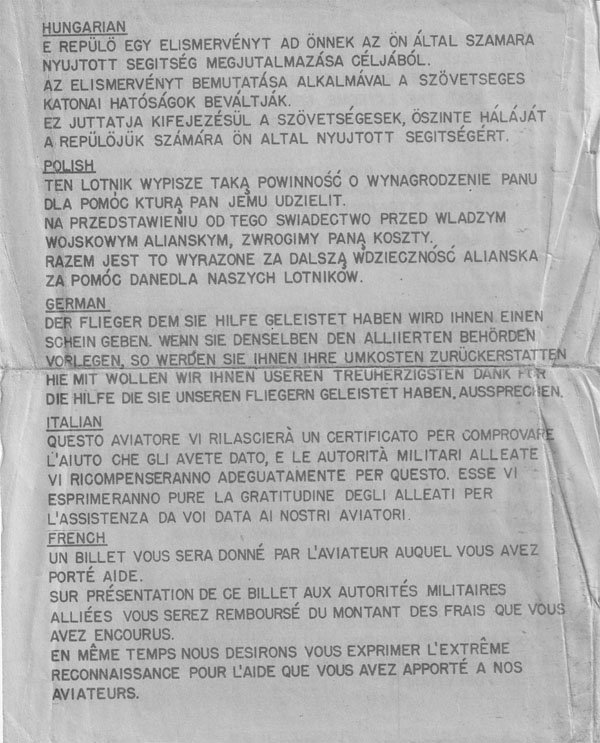 HUNGARIAN
E REPÜLÖ EGY ELISMERVÉNYT AD ÖNNEK AZ ÖN ÁLTAL SZAMARA
NYUJTOTT SEGITSÉG MEGJUTALMAZÁSA CÉLJÁBÓL.
AZ ELISMERVÉNYT BEMUTATÁSA ALKALMÁVAL A SZÖVETSEGES
KATONAI HATÓSÁGOK BEVÁLTJÁK.
EZ JUTTATJA KIFEJEZÉSÜL A SZÖVETSÉGESEK, ÖSZINTE HÁLÁJÁT
A REPÜLÖJÜK SZÁMÁRA ÖN ALTAL NYUJTOTT SEGITSÉGÉRT.
POLISH
TEN LOTNIK WYPISZE TAKĄ POWINNOŚĆ O WYNAGRODZENIE PANU
DLA POMÓC KTURĄ PAN JEMU UDZIELIT.
NA PRZEDSTAWIENIU OD TEGO SWIADECTWO PRZED WLADZYM
WOJSKOWYM ALIANSKYM, ZWROGIMY PANĄ KOSZTY.
RAZEM JEST TO WYRAZONE ZA DALSZĄ WDZIECZNOŚĆ ALIANSKA
ZA POMÓC DANEDLA NASZYCH LOTNIKÓW.
GERMAN
DER FLIEGER DEM SIE HILFE GELEISTET HABEN WIRD IHNEN EINEN
SCHEIN GEBEN. WENN SIE DENSELBEN DEN ALLIIERTEN BEHÖRDEN
VORLEGEN, SO WERDEN SIE IHNEN IHRE UMKOSTEN ZURÜCKERSTATTEN
HIE MIT WOLLEN WIR IHNEN USEREN TREUHERZIGSTEN DANK FÜR
DIE HILFE DIE SIE UNSEREN FLIEGERN GELEISTET HABEN, AUSSPRECHEN.
ITALIAN
QUESTO AVIATORE VI RILASCIERÀ UN CERTIFICATO PER COMPROVARE
L'AIUTO CHE GLI AVETE DATO, E LE AUTORITÀ MILITARI ALLEATE
VI RICOMPENSERANNO ADEGUATAMENTE PER QUESTO. ESSE VI
ESPRIMERANNO PURE LA GRATITUDINE DEGLI ALLEATI PER
L'ASSISTENZA DA VOI DATA AI NOSTRI AVIATORI.
FRENCH
UN BILLET VOUS SERA DONNÉ PAR L'AVIATEUR AUQUEL VOUS AVEZ
PORTÉ AIDE.
SUR PRÉSENTATION DE CE BILLET AUX AUTORITÉS MILITAIRES
ALLIÉES VOUS SEREZ REMBOURSÉ DU MONTANT DES FRAIS QUE VOUS
AVEZ ENCOURUS.
EN MÊME TEMPS NOUS DESIRONS VOUS EXPRIMER L'EXTRÊME
RECONNAISSANCE POUR L'AIDE QUE VOUS AVEZ APPORTÉ A NOS
AVIATEURS.